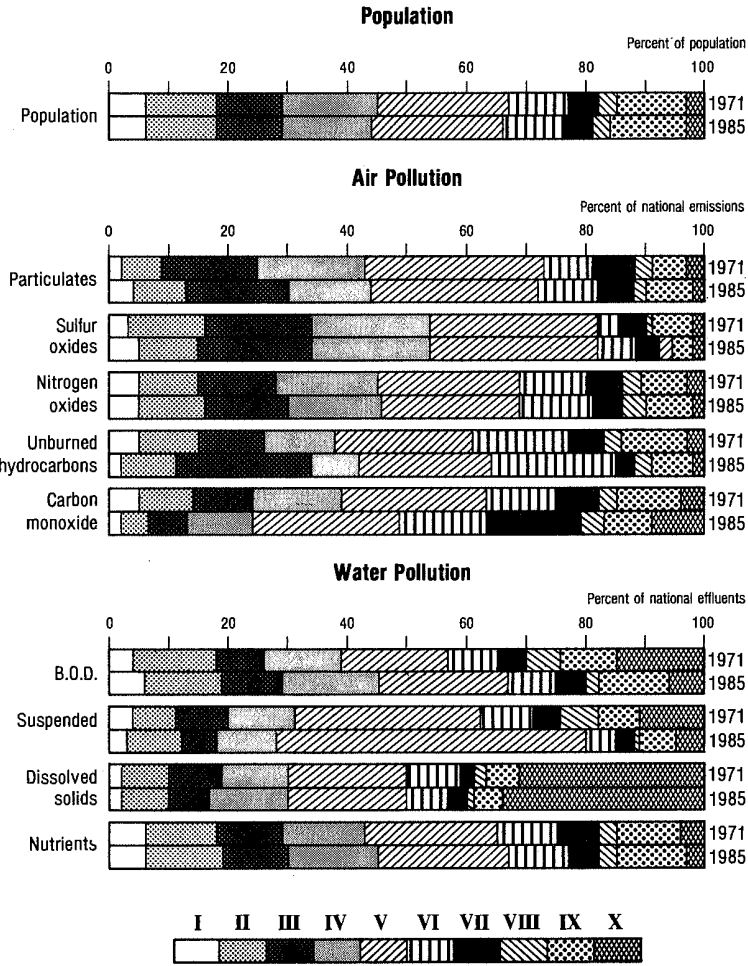 Population
Percent of population
0 20 40 60 80 100
Population
1971
1985
Air Pollution
Percent of national emissions
0 20 40 60 80 100
Particulates
1971
1985
Sulfur
oxides
1971
1985
Nitrogen
oxides
1971
1985
Unburned
hydrocarbons
1971
1985
Carbon
monoxide
1971
1985
Water Pollution
Percent of national effluents
0 20 40 60 80 100
B.O.D.
1971
1985
Suspended
1971
1985
Dissolved
solids
1971
1985
Nutrients
1971
1985
I II III IV V VI VII VIII IX X